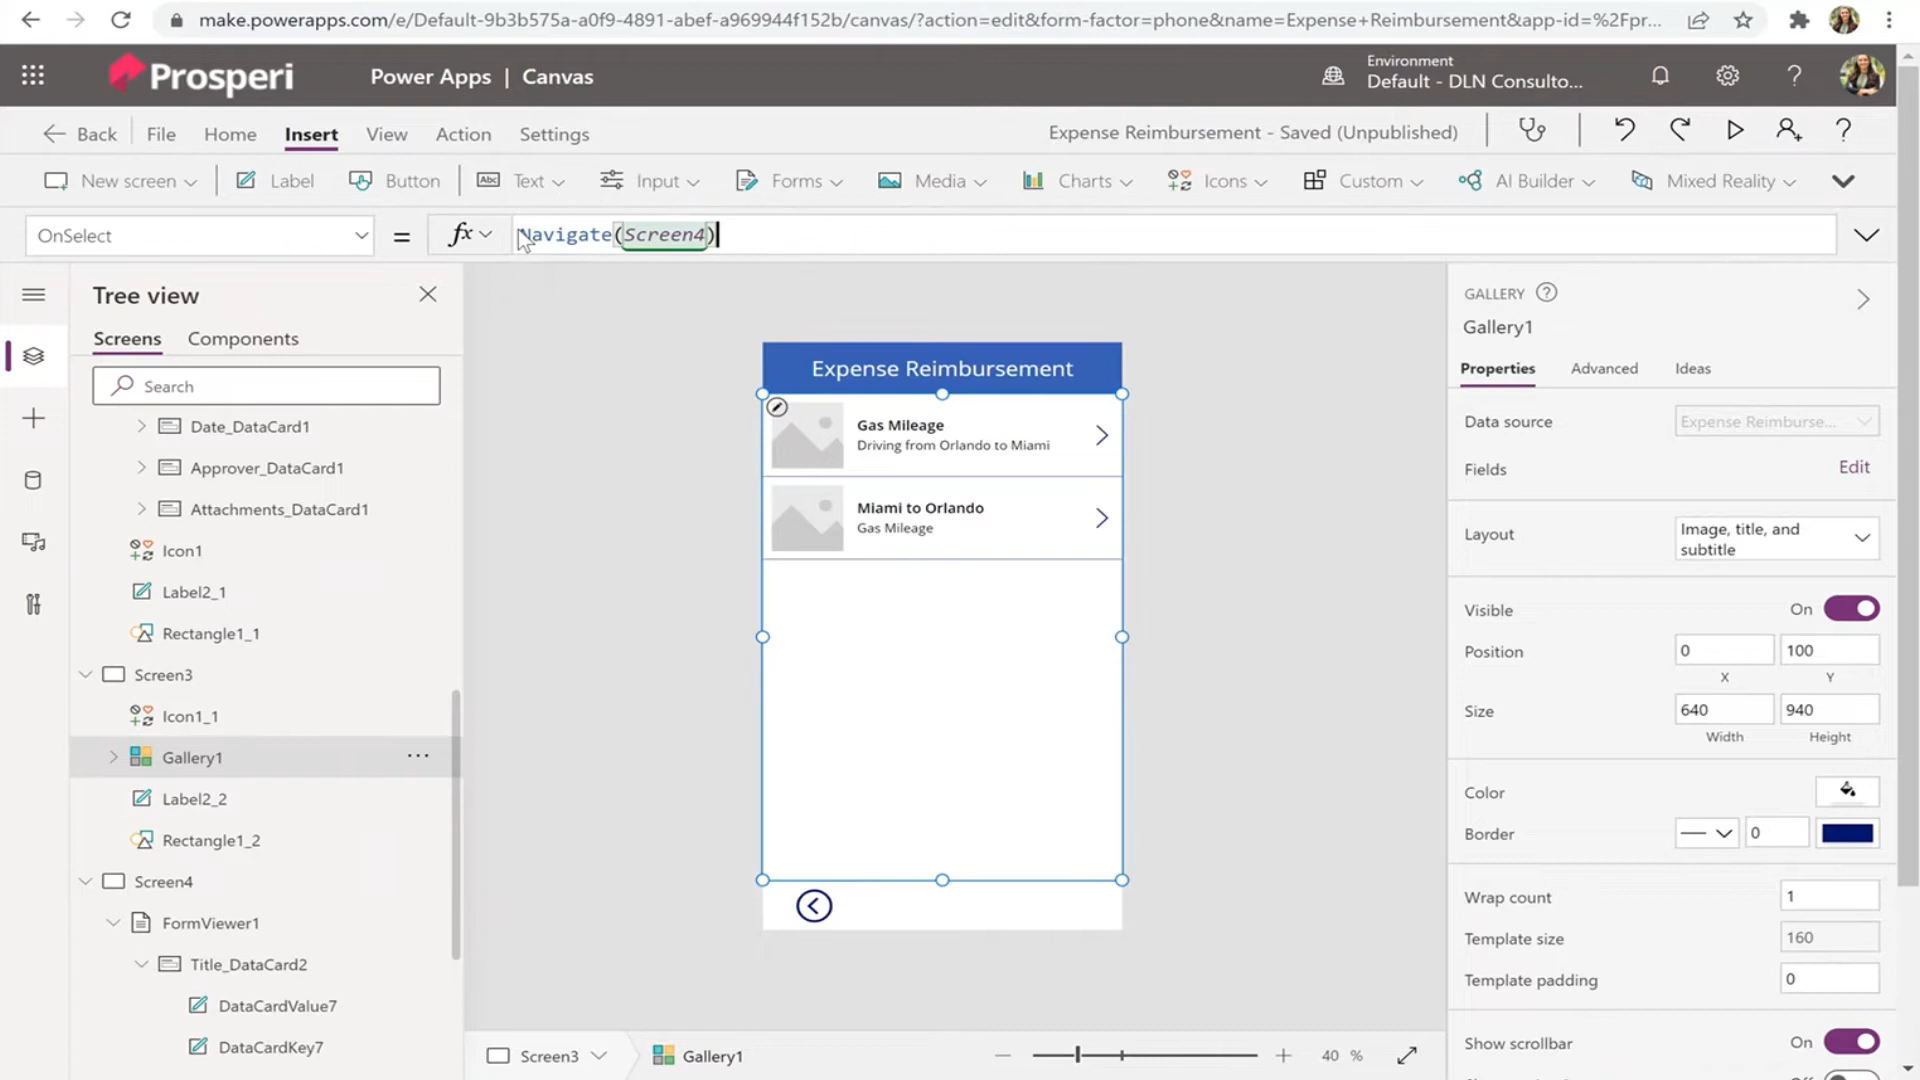 make.powerapps.com/e/Default-9b3b575a-a0f9-4891-abef-a969944f152b/canvas/?action=edit&form-factor=phone&name=Expense+Reimbursement&app-id=%2Fpr...
Prosperi
Power Apps | Canvas
Environment
Default - DLN Consulto...
?
Back File Home Insert View Action Settings
Expense Reimbursement - Saved (Unpublished)
?
New screen Label Button Abc Text Input Forms Media Charts Icons Custom AI Builder Mixed Reality
OnSelect = fx Navigate(Screen4)
Tree view
Screens Components
Search
Date_DataCard1
Approver_DataCard1
Attachments_DataCard1
Icon1
Label2_1
Rectangle1_1
Screen3
Icon1_1
Gallery1 ...
Label2_2
Rectangle1_2
Screen4
FormViewer1
Title_DataCard2
DataCardValue7
DataCardKey7
Expense Reimbursement
Gas Mileage
Driving from Orlando to Miami
Miami to Orlando
Gas Mileage
Screen3 Gallery1
40 %
GALLERY ?
Gallery1
Properties Advanced Ideas
Data source Expense Reimburse...
Fields Edit
Layout Image, title, and subtitle
Visible On
Position 0 100
X Y
Size 640 940
Width Height
Color
Border 0
Wrap count 1
Template size 160
Template padding 0
Show scrollbar On